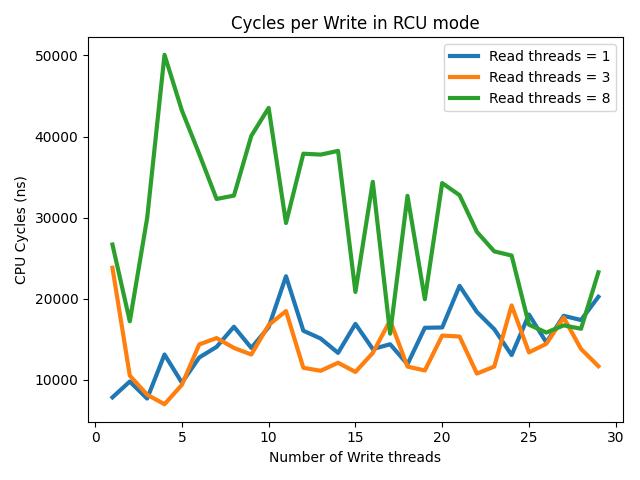 Cycles per Write in RCU mode
Read threads = 1
Read threads = 3
Read threads = 8
CPU Cycles (ns)
50000
40000
30000
20000
10000
0 5 10 15 20 25 30
Number of Write threads